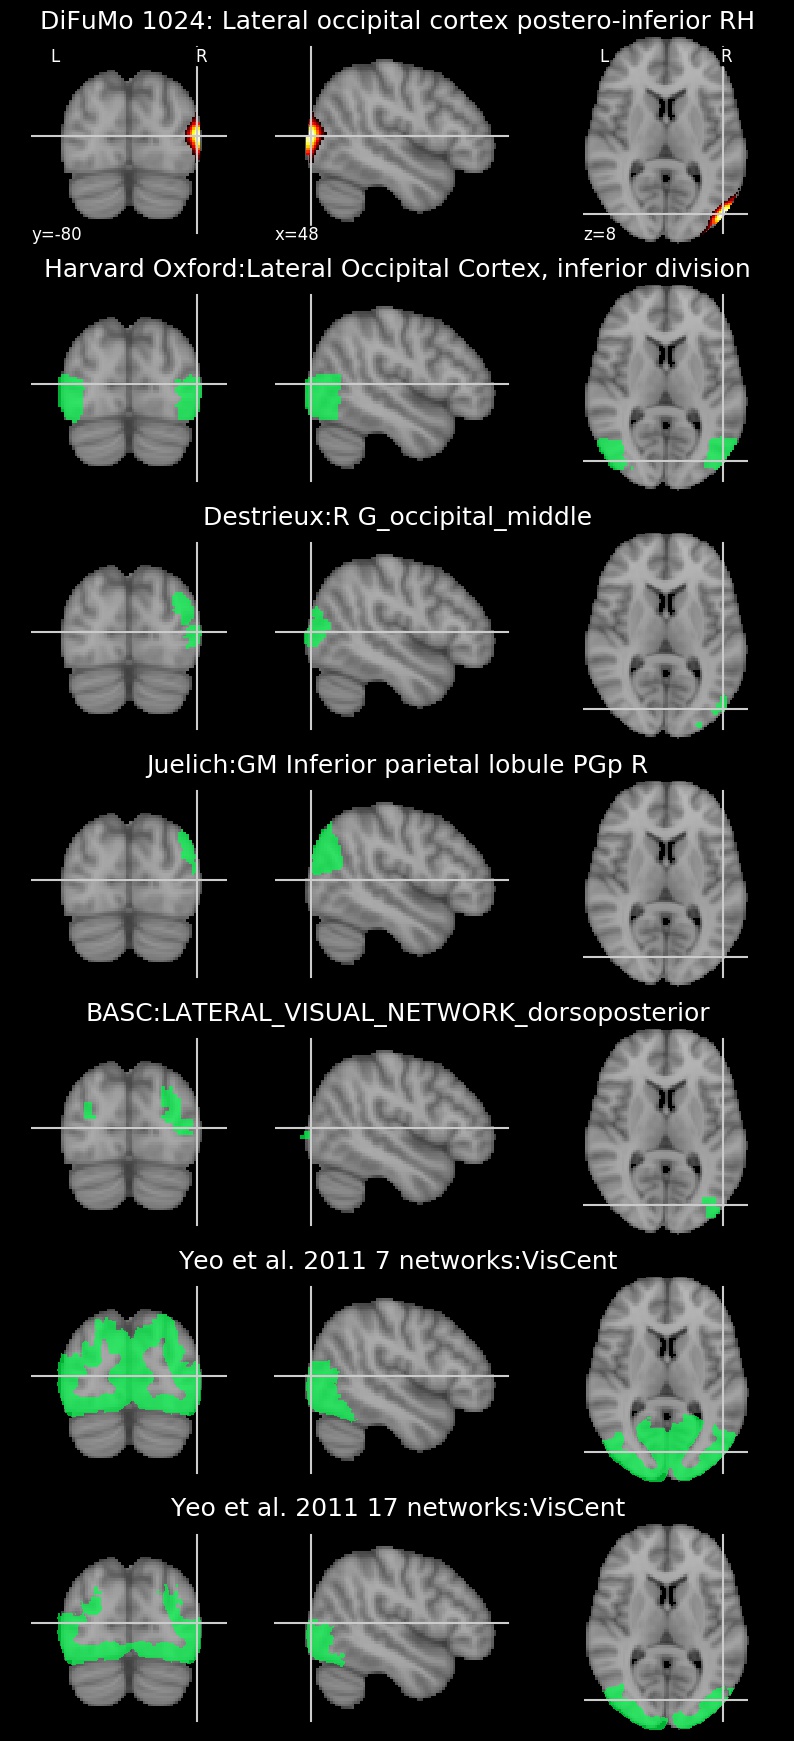 DiFuMo 1024: Lateral occipital cortex postero-inferior RH
L R L R
y=-80 x=48 z=8
Harvard Oxford:Lateral Occipital Cortex, inferior division
Destrieux:R G_occipital_middle
Juelich:GM Inferior parietal lobule PGp R
BASC:LATERAL_VISUAL_NETWORK_dorsoposterior
Yeo et al. 2011 7 networks:VisCent
Yeo et al. 2011 17 networks:VisCent